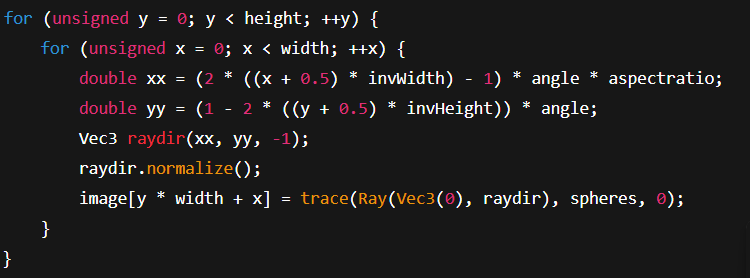 for (unsigned y = 0; y < height; ++y) {
    for (unsigned x = 0; x < width; ++x) {
        double xx = (2 * ((x + 0.5) * invWidth) - 1) * angle * aspectratio;
        double yy = (1 - 2 * ((y + 0.5) * invHeight)) * angle;
        Vec3 raydir(xx, yy, -1);
        raydir.normalize();
        image[y * width + x] = trace(Ray(Vec3(0), raydir), spheres, 0);
    }
}